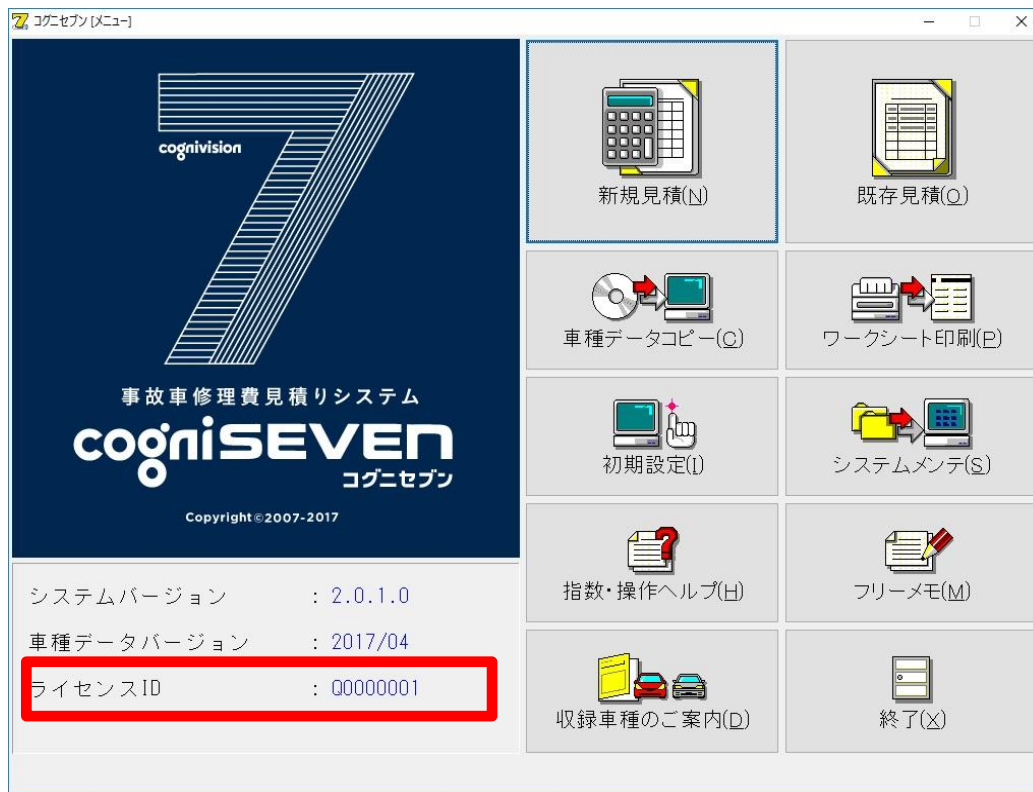 コグニセブン [メニュー]
cognivision
事故車修理費見積りシステム
cogniSEVEN
コグニセブン
Copyright©2007-2017
システムバージョン : 2.0.1.0
車種データバージョン : 2017/04
ライセンスID : Q0000001
新規見積(N)
既存見積(O)
車種データコピー(C)
ワークシート印刷(P)
初期設定(I)
システムメンテ(S)
指数・操作ヘルプ(H)
フリーメモ(M)
収録車種のご案内(D)
終了(X)